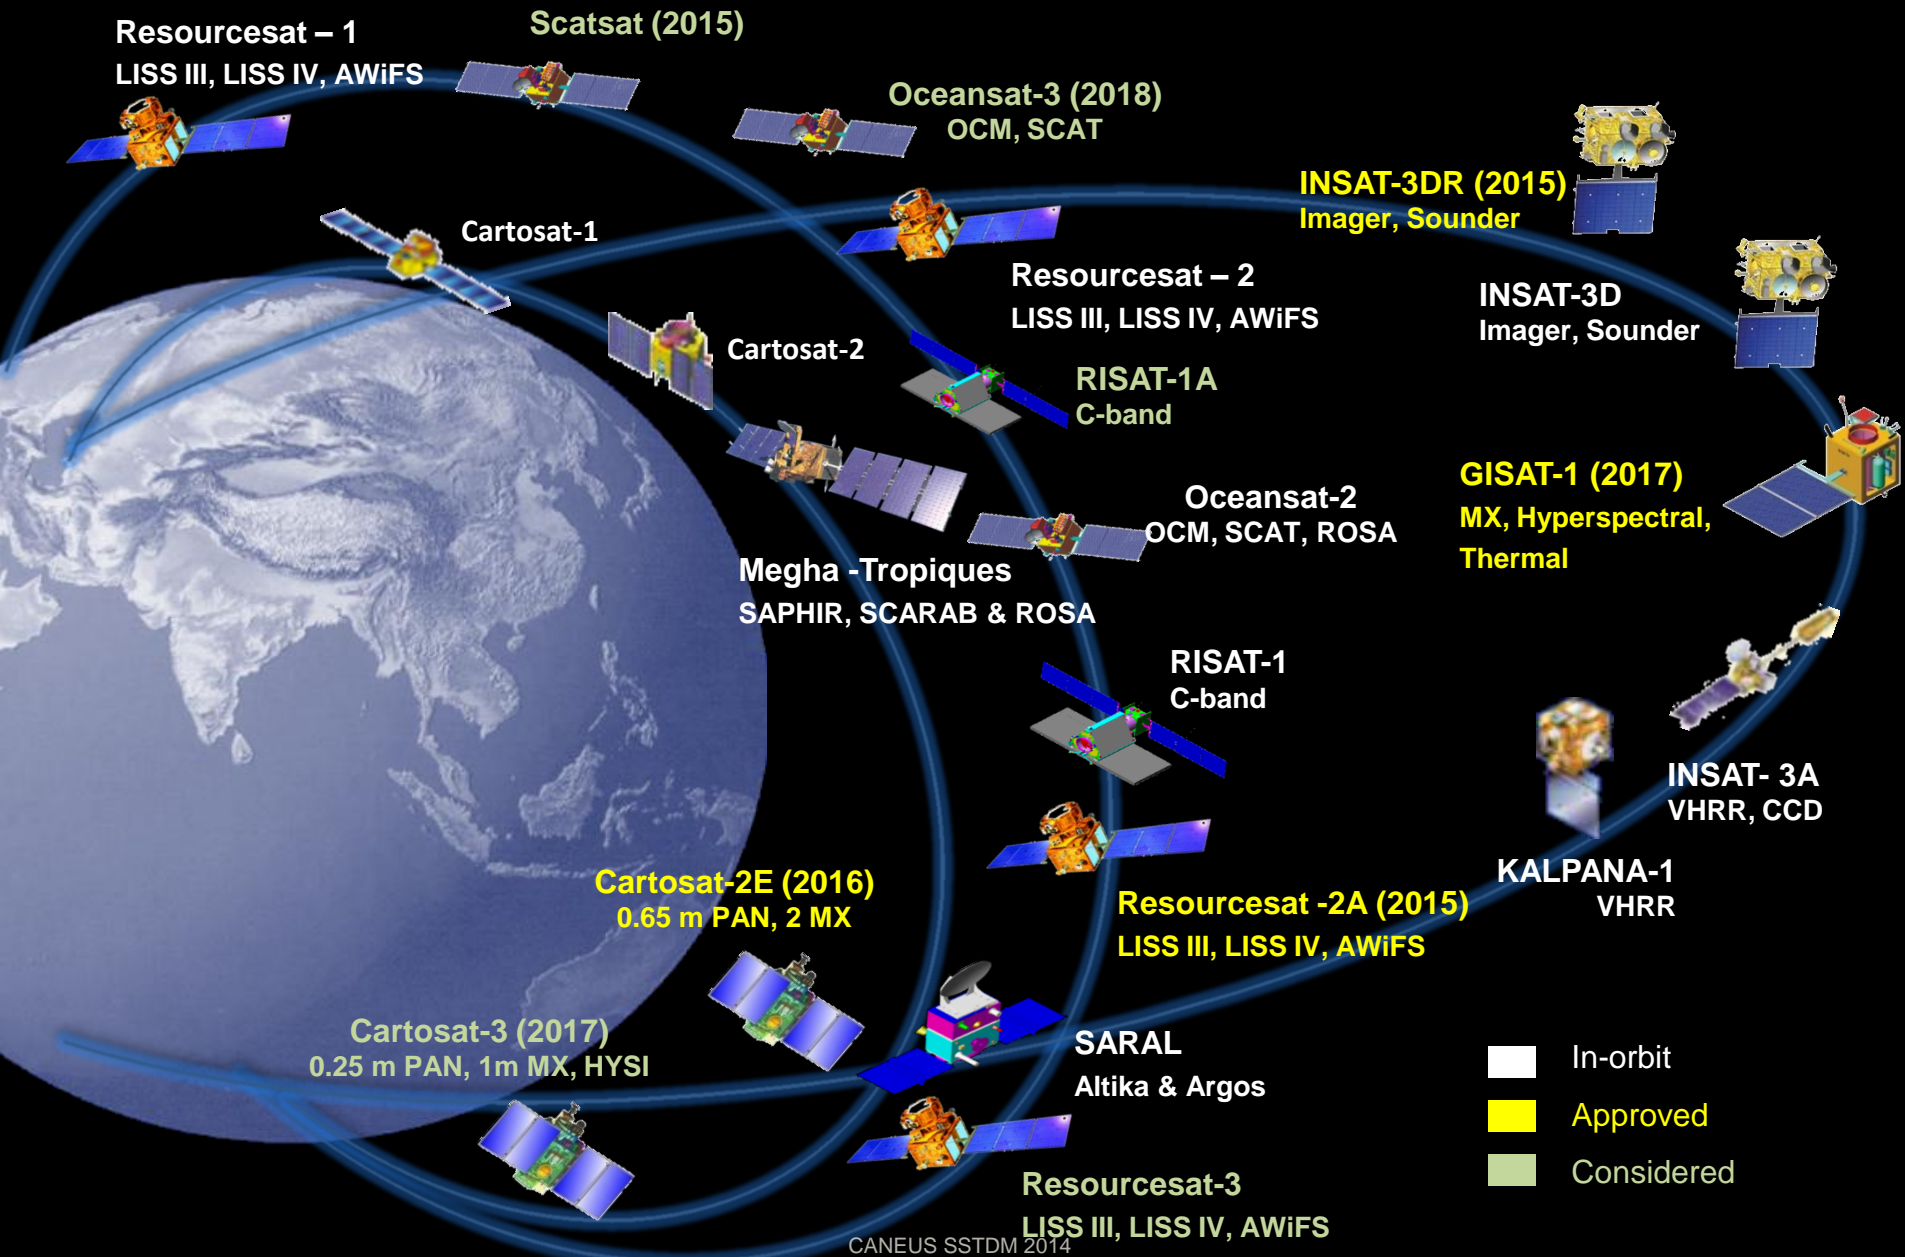 Scatsat (2015)
Resourcesat – 1
LISS III, LISS IV, AWiFS
Oceansat-3 (2018)
OCM, SCAT
INSAT-3DR (2015)
Imager, Sounder
Cartosat-1
Resourcesat – 2
LISS III, LISS IV, AWiFS
INSAT-3D
Imager, Sounder
Cartosat-2
RISAT-1A
C-band
GISAT-1 (2017)
MX, Hyperspectral,
Thermal
Oceansat-2
OCM, SCAT, ROSA
Megha -Tropiques
SAPHIR, SCARAB & ROSA
RISAT-1
C-band
INSAT- 3A
VHRR, CCD
KALPANA-1
VHRR
Cartosat-2E (2016)
0.65 m PAN, 2 MX
Resourcesat -2A (2015)
LISS III, LISS IV, AWiFS
Cartosat-3 (2017)
0.25 m PAN, 1m MX, HYSI
SARAL
Altika & Argos
In-orbit
Approved
Considered
Resourcesat-3
LISS III, LISS IV, AWiFS
CANEUS SSTDM 2014